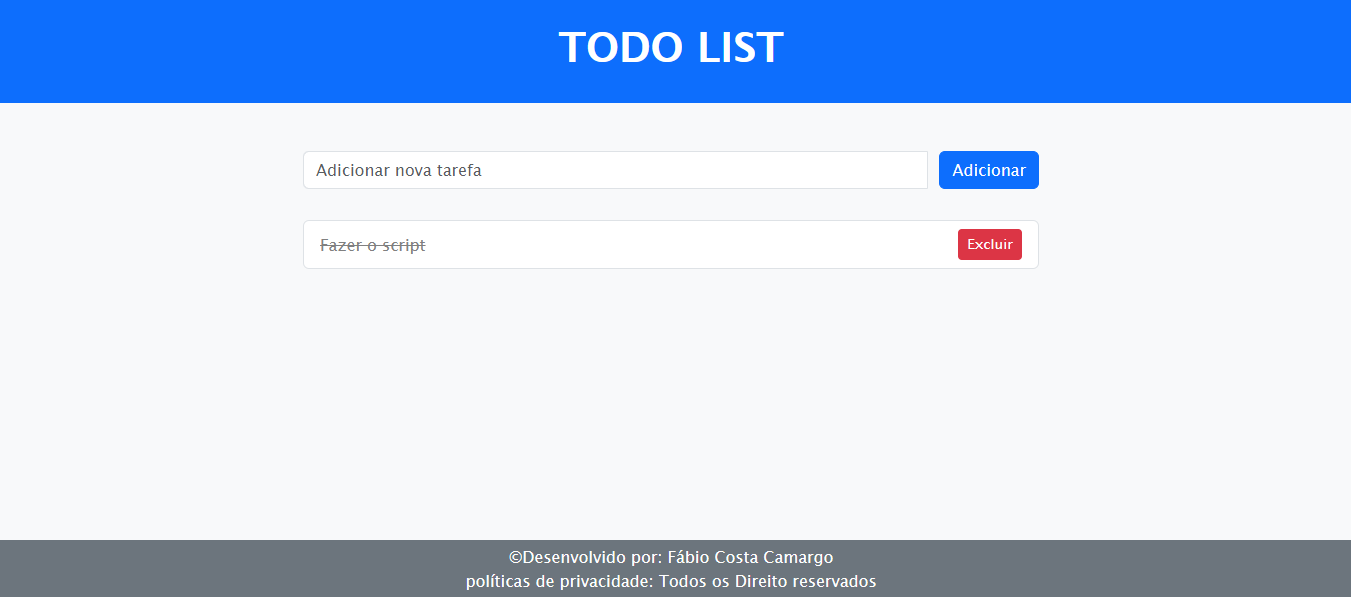 TODO LIST
Adicionar nova tarefa
Adicionar
Fazer o script
Excluir
©Desenvolvido por: Fábio Costa Camargo
políticas de privacidade: Todos os Direito reservados